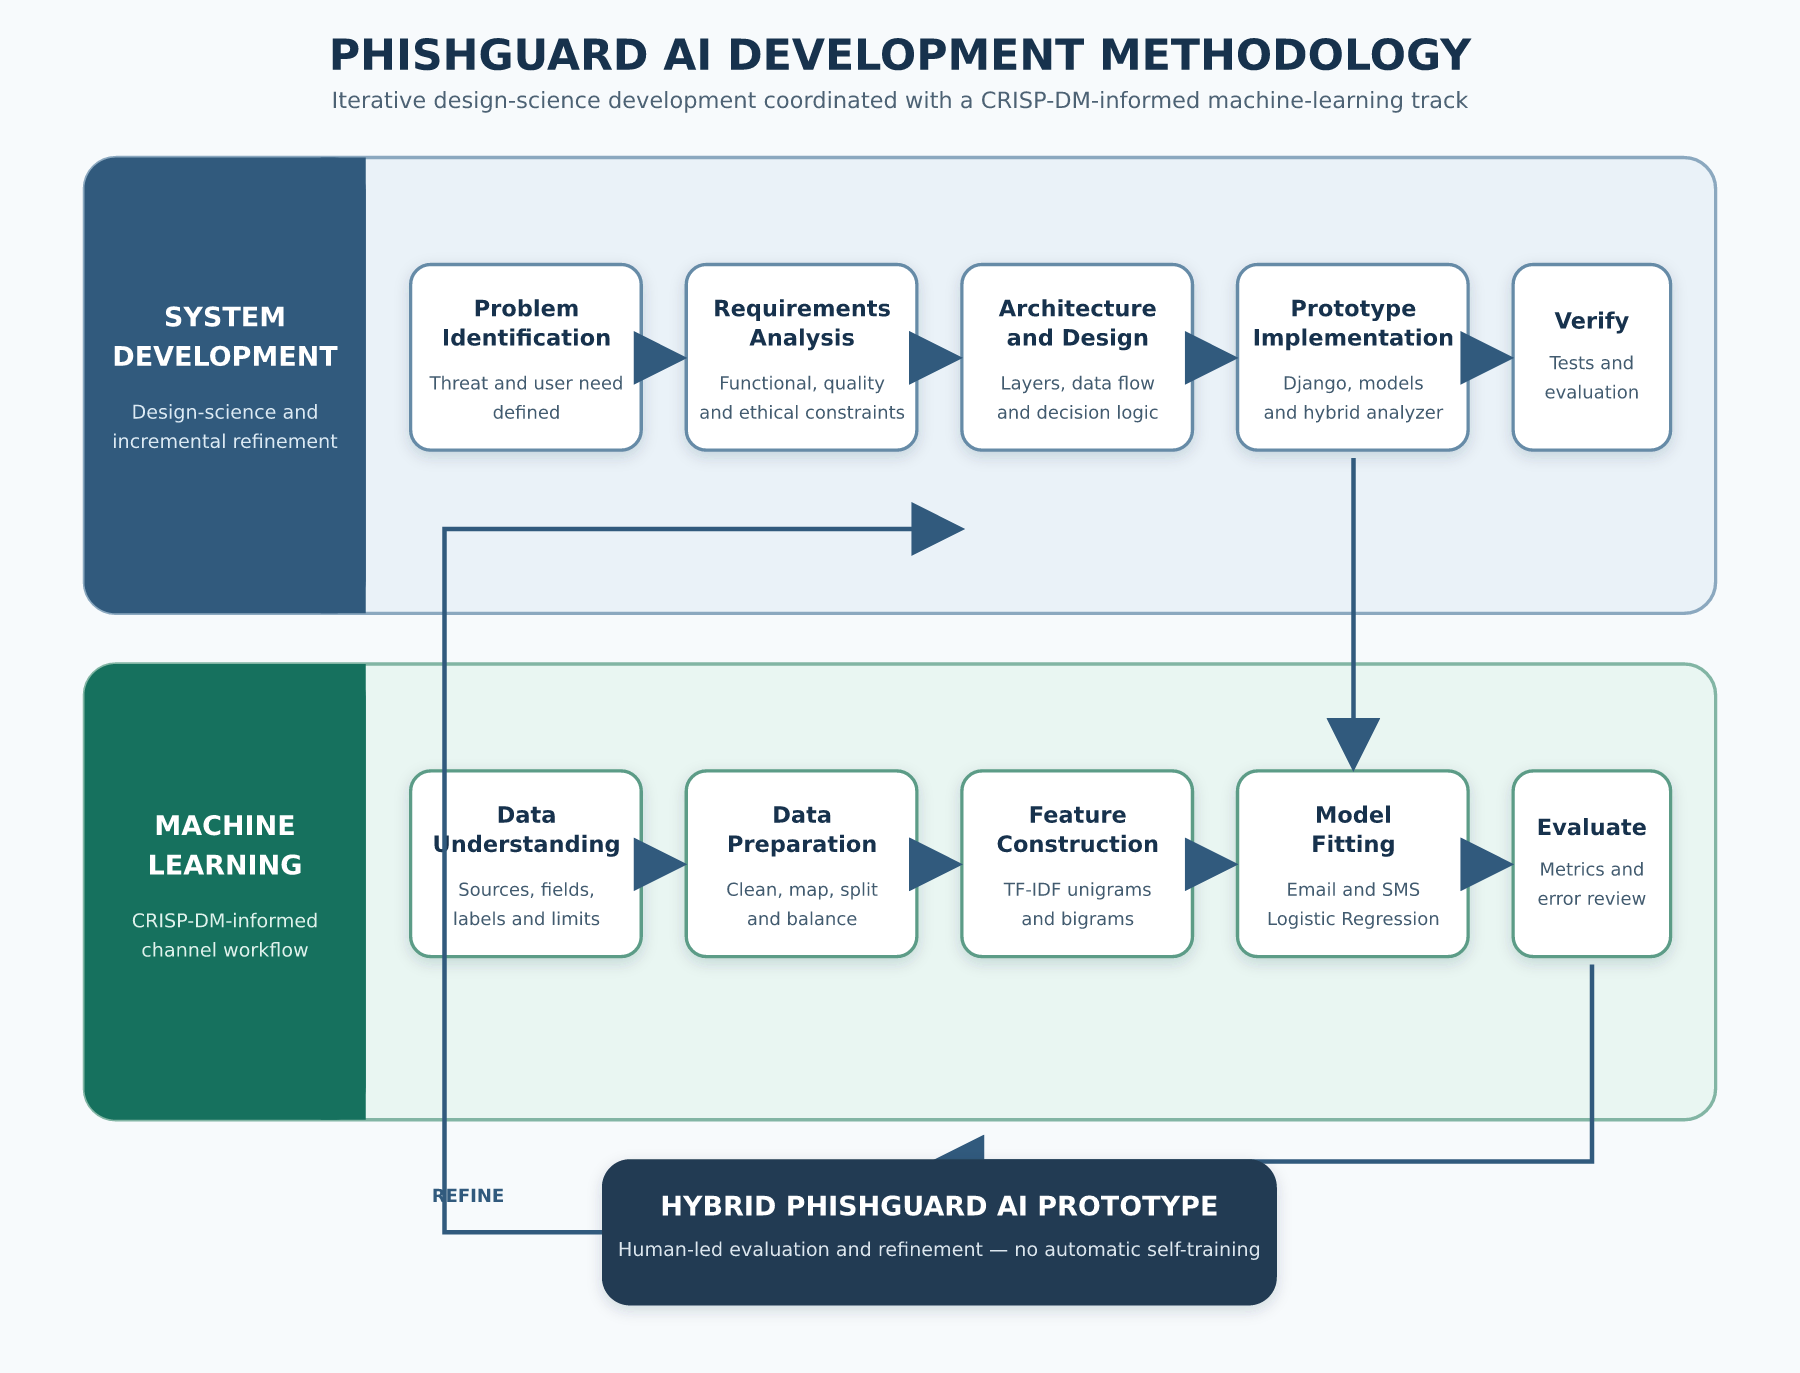 PHISHGUARD AI DEVELOPMENT METHODOLOGY
Iterative design-science development coordinated with a CRISP-DM-informed machine-learning track
SYSTEM
DEVELOPMENT
Design-science and
incremental refinement
Problem
Identification
Threat and user need
defined
Requirements
Analysis
Functional, quality
and ethical constraints
Architecture
and Design
Layers, data flow
and decision logic
Prototype
Implementation
Django, models
and hybrid analyzer
Verify
Tests and
evaluation
MACHINE
LEARNING
CRISP-DM-informed
channel workflow
Data
Understanding
Sources, fields,
labels and limits
Data
Preparation
Clean, map, split
and balance
Feature
Construction
TF-IDF unigrams
and bigrams
Model
Fitting
Email and SMS
Logistic Regression
Evaluate
Metrics and
error review
REFINE
HYBRID PHISHGUARD AI PROTOTYPE
Human-led evaluation and refinement — no automatic self-training